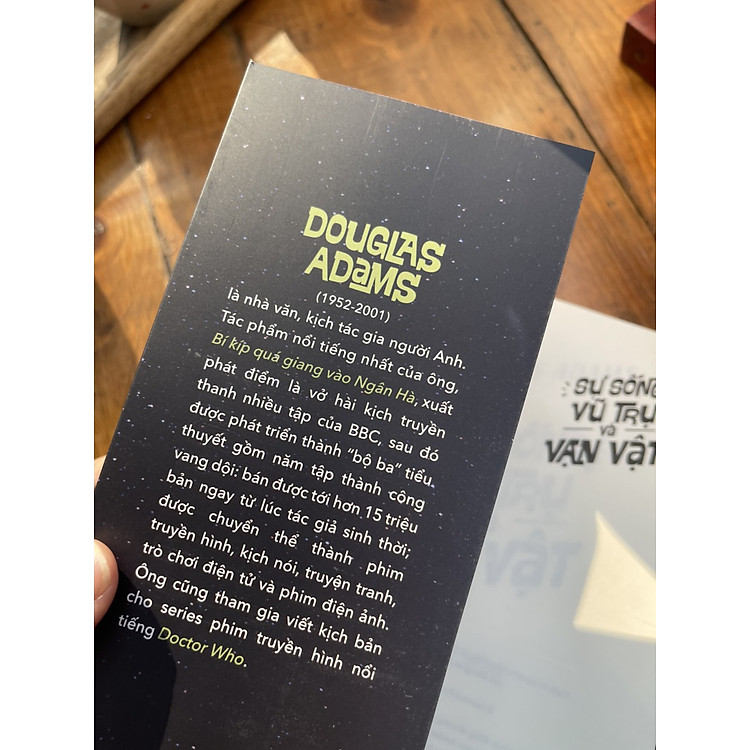 DOUGLAS
ADAMS
(1952-2001)
là nhà văn, kịch tác gia người Anh.
Tác phẩm nổi tiếng nhất của ông,
Bí kíp quá giang vào Ngân Hà, xuất
phát điểm là vở hài kịch truyền
thanh nhiều tập của BBC, sau đó
được phát triển thành "bộ ba" tiểu
thuyết gồm năm tập thành công
vang dội: bán được tới hơn 15 triệu
bản ngay từ lúc tác giả sinh thời;
được chuyển thể thành phim
truyền hình, kịch nói, truyện tranh,
trò chơi điện tử và phim điện ảnh.
Ông cũng tham gia viết kịch bản
cho series phim truyền hình nổi
tiếng Doctor Who.
SỰ SỐNG
VŨ TRỤ
và
VẠN VẬT